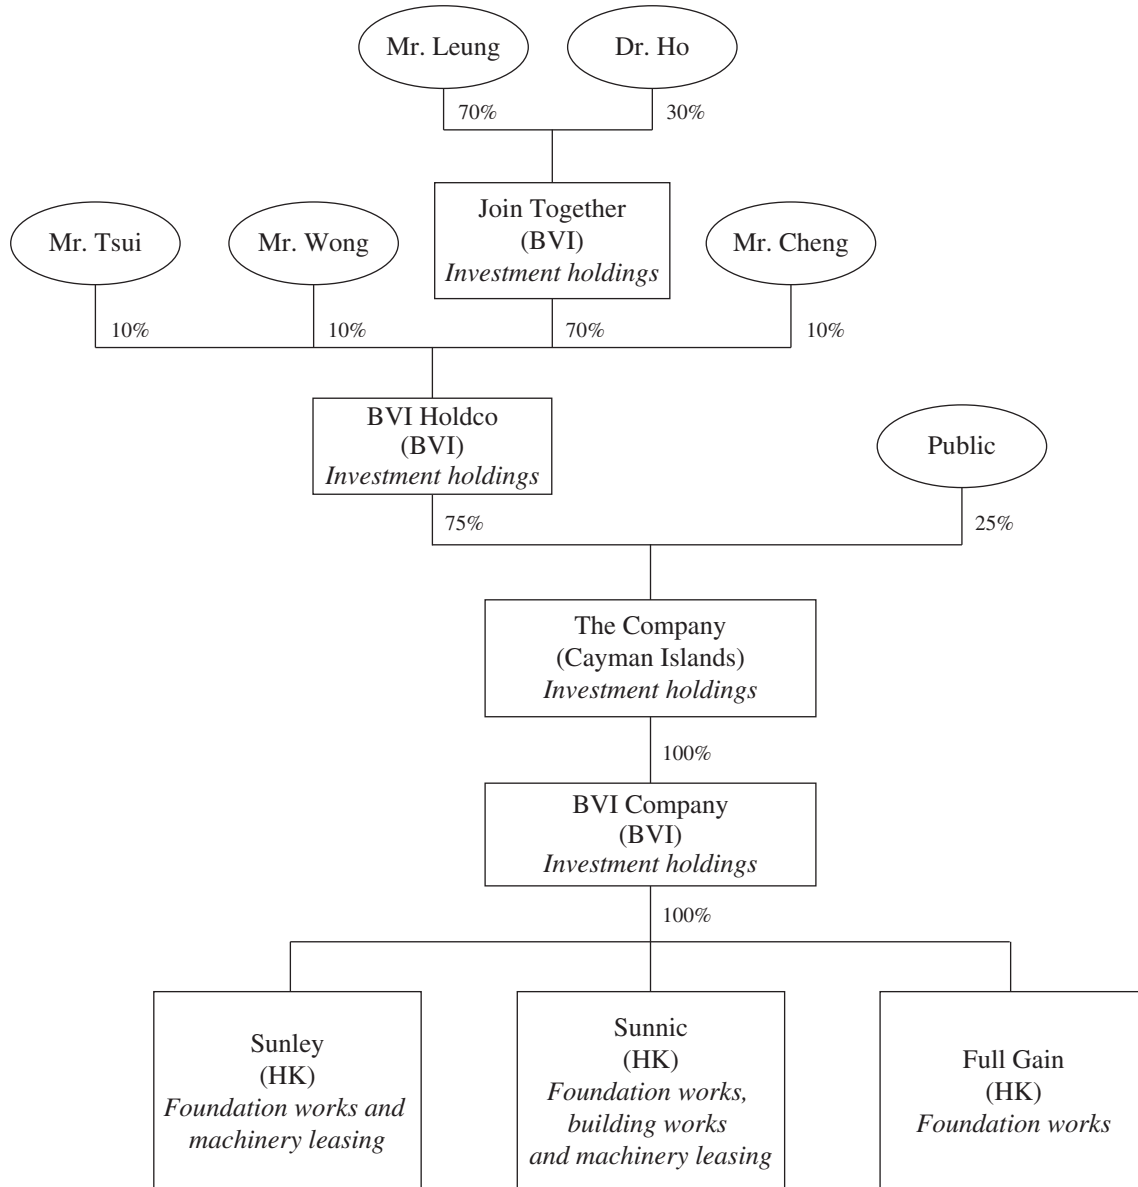 Mr. Leung
Dr. Ho
70%
30%
Join Together
(BVI)
Investment holdings
Mr. Tsui
Mr. Wong
Mr. Cheng
10%
10%
70%
10%
BVI Holdco
(BVI)
Investment holdings
Public
75%
25%
The Company
(Cayman Islands)
Investment holdings
100%
BVI Company
(BVI)
Investment holdings
100%
Sunley
(HK)
Foundation works and
machinery leasing
Sunnic
(HK)
Foundation works,
building works
and machinery leasing
Full Gain
(HK)
Foundation works